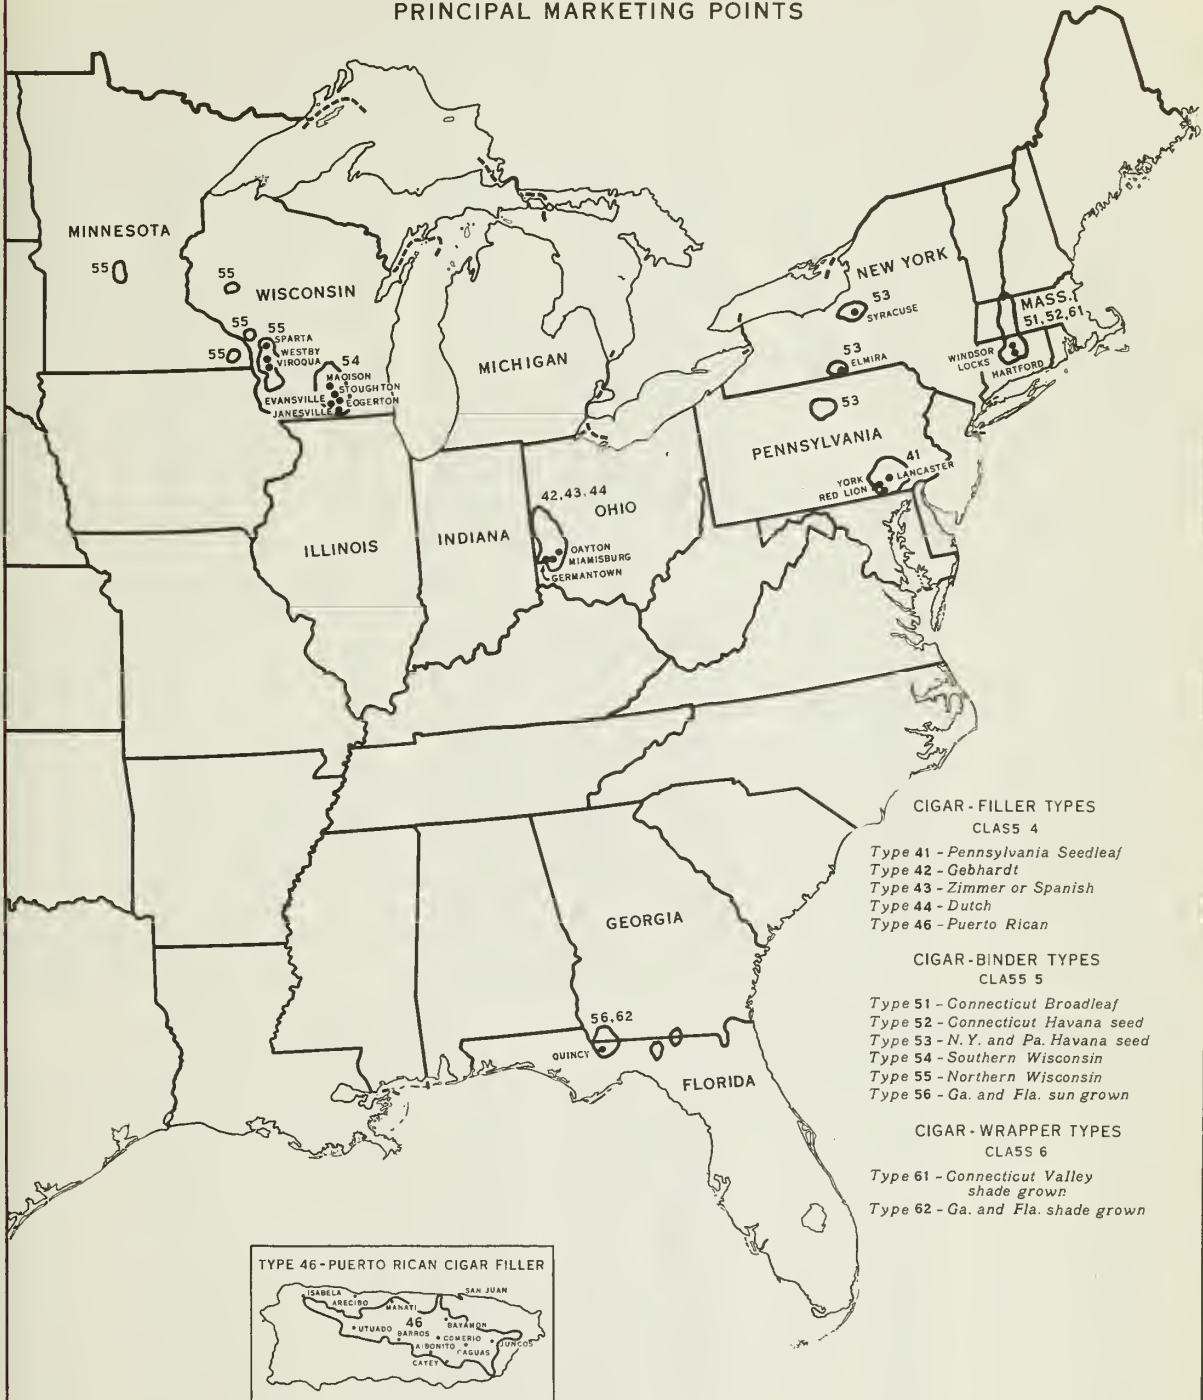 PRINCIPAL MARKETING POINTS
MINNESOTA
55
55
WISCONSIN
55
55
SPARTA
WESTBY
VIROQUA
55
54
MAOISON
STOUGHTON
EVANSVILLE
EOGERTON
JANESVILLE
MICHIGAN
NEW YORK
53
SYRACUSE
53
ELMIRA
MASS.
51,52,61
WINDSOR
LOCKS
HARTFORD
53
PENNSYLVANIA
41
LANCASTER
YORK
RED LION
42,43,44
OHIO
OAYTON
MIAMISBURG
GERMANTOWN
INDIANA
ILLINOIS
GEORGIA
56,62
QUINCY
FLORIDA
CIGAR-FILLER TYPES
CLASS 4
Type 41 - Pennsylvania Seedleaf
Type 42 - Gebhardt
Type 43 - Zimmer or Spanish
Type 44 - Dutch
Type 46 - Puerto Rican
CIGAR-BINDER TYPES
CLASS 5
Type 51 - Connecticut Broadleaf
Type 52 - Connecticut Havana seed
Type 53 - N.Y. and Pa. Havana seed
Type 54 - Southern Wisconsin
Type 55 - Northern Wisconsin
Type 56 - Ga. and Fla. sun grown
CIGAR-WRAPPER TYPES
CLASS 6
Type 61 - Connecticut Valley
shade grown
Type 62 - Ga. and Fla. shade grown
TYPE 46-PUERTO RICAN CIGAR FILLER
ISABELA
ARECIBO
MANATI
SAN JUAN
46
UTUADO
BARROS
BAYAMON
COMERIO
AIBONITO
CAGUAS
JUNCOS
CAYEY